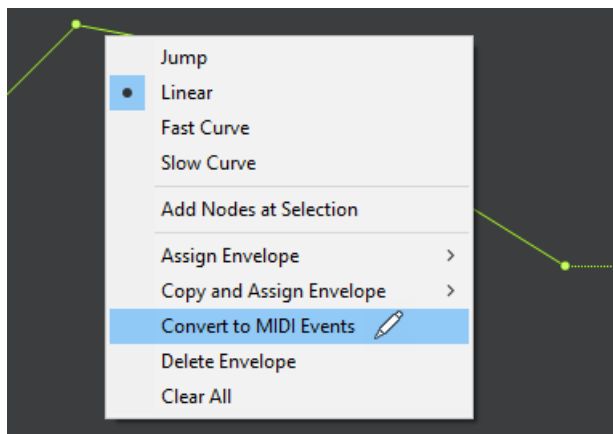 Jump
Linear
Fast Curve
Slow Curve
Add Nodes at Selection
Assign Envelope
Copy and Assign Envelope
Convert to MIDI Events
Delete Envelope
Clear All